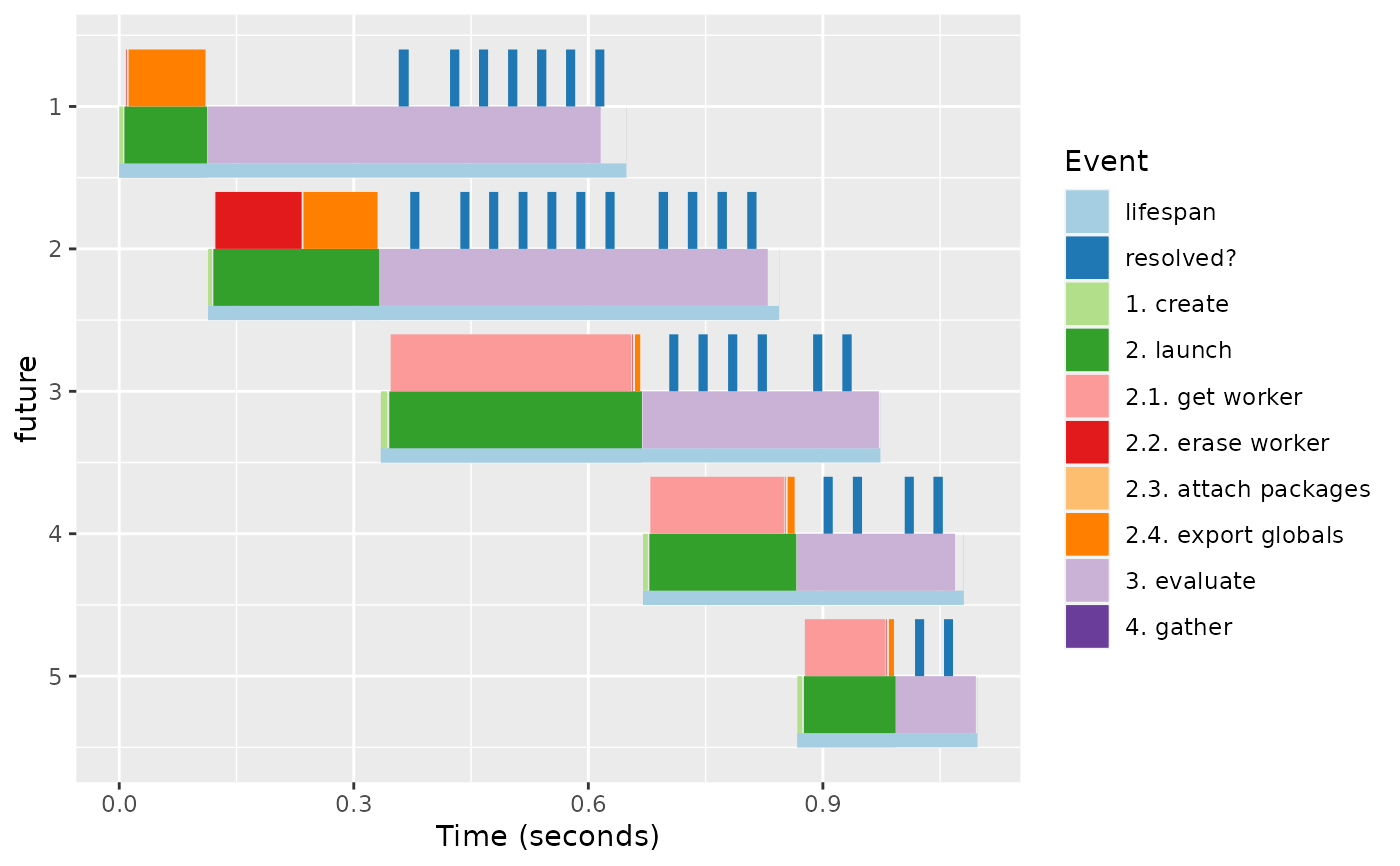 1
2
3
4
5
future
0.0 0.3 0.6 0.9
Time (seconds)
Event
lifespan
resolved?
1. create
2. launch
2.1. get worker
2.2. erase worker
2.3. attach packages
2.4. export globals
3. evaluate
4. gather